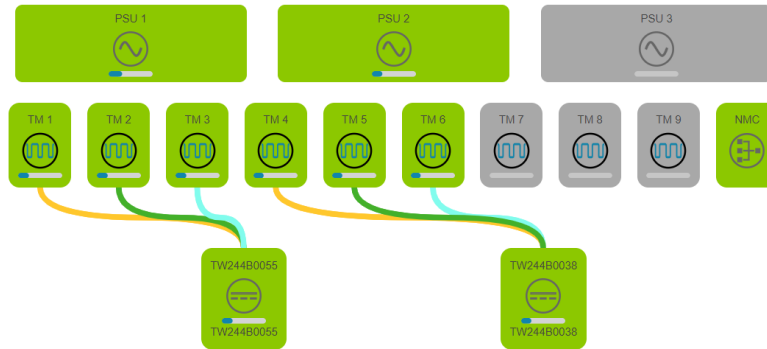 PSU 1 PSU 2 PSU 3
TM 1 TM 2 TM 3 TM 4 TM 5 TM 6 TM 7 TM 8 TM 9 NMC
TW244B0055 TW244B0038
TW244B0055 TW244B0038